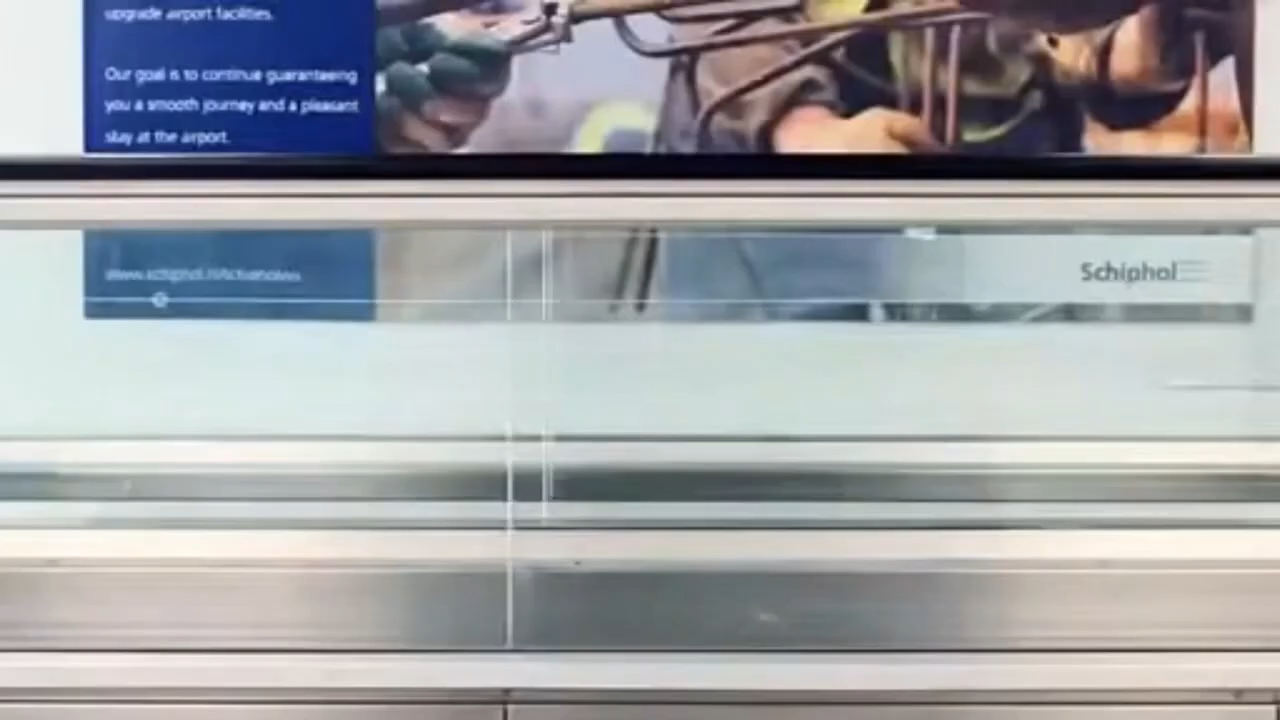 upgrade airport facilities.
Our goal is to continue guaranteeing
you a smooth journey and a pleasant
stay at the airport.
Schiphol